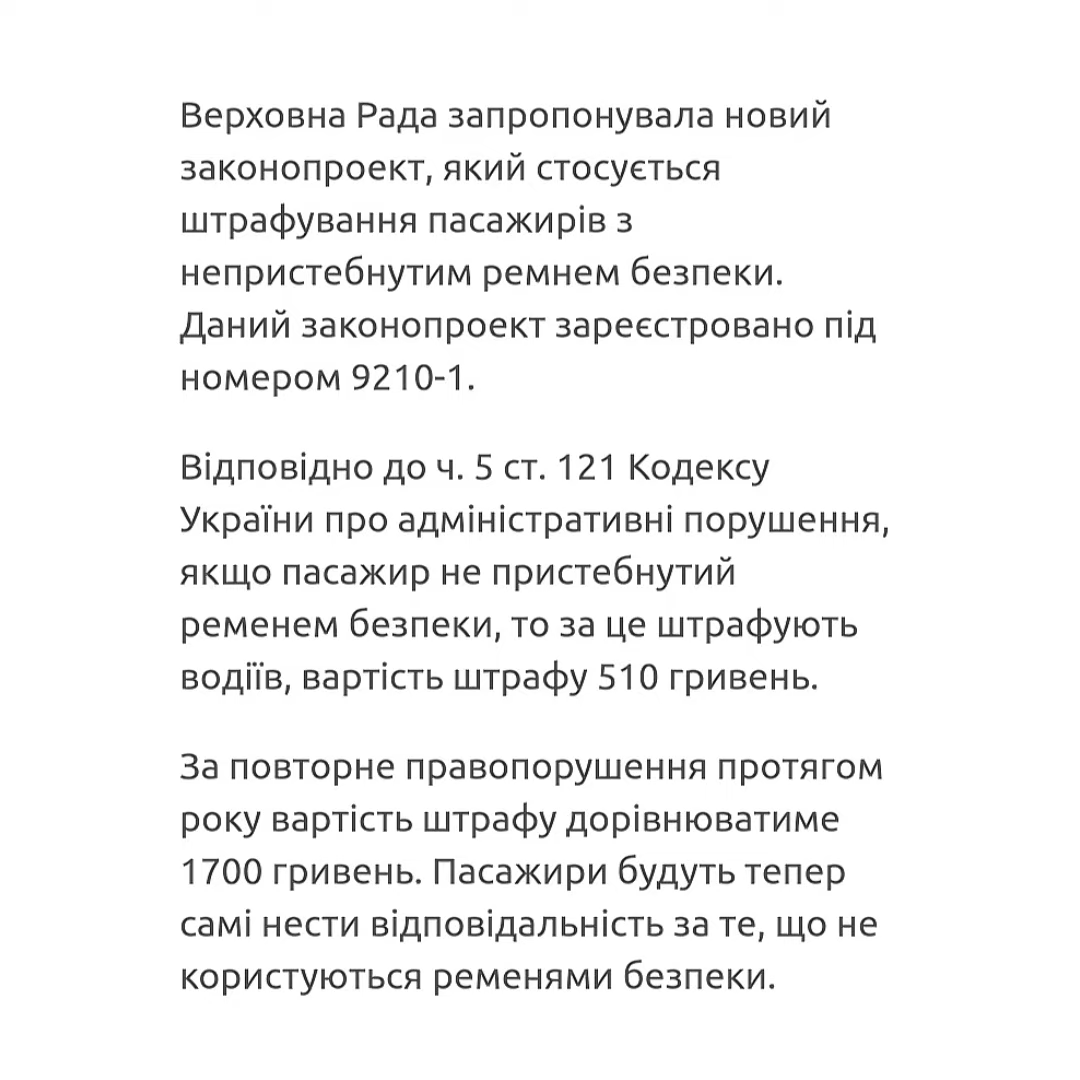 Верховна Рада запропонувала новий
законопроект, який стосується
штрафування пасажирів з
непристебнутим ремнем безпеки.
Даний законопроект зареєстровано під
номером 9210-1.
Відповідно до ч. 5 ст. 121 Кодексу
України про адміністративні порушення,
якщо пасажир не пристебнутий
ременем безпеки, то за це штрафують
водіїв, вартість штрафу 510 гривень.
За повторне правопорушення протягом
року вартість штрафу дорівнюватиме
1700 гривень. Пасажири будуть тепер
самі нести відповідальність за те, що не
користуються ременями безпеки.